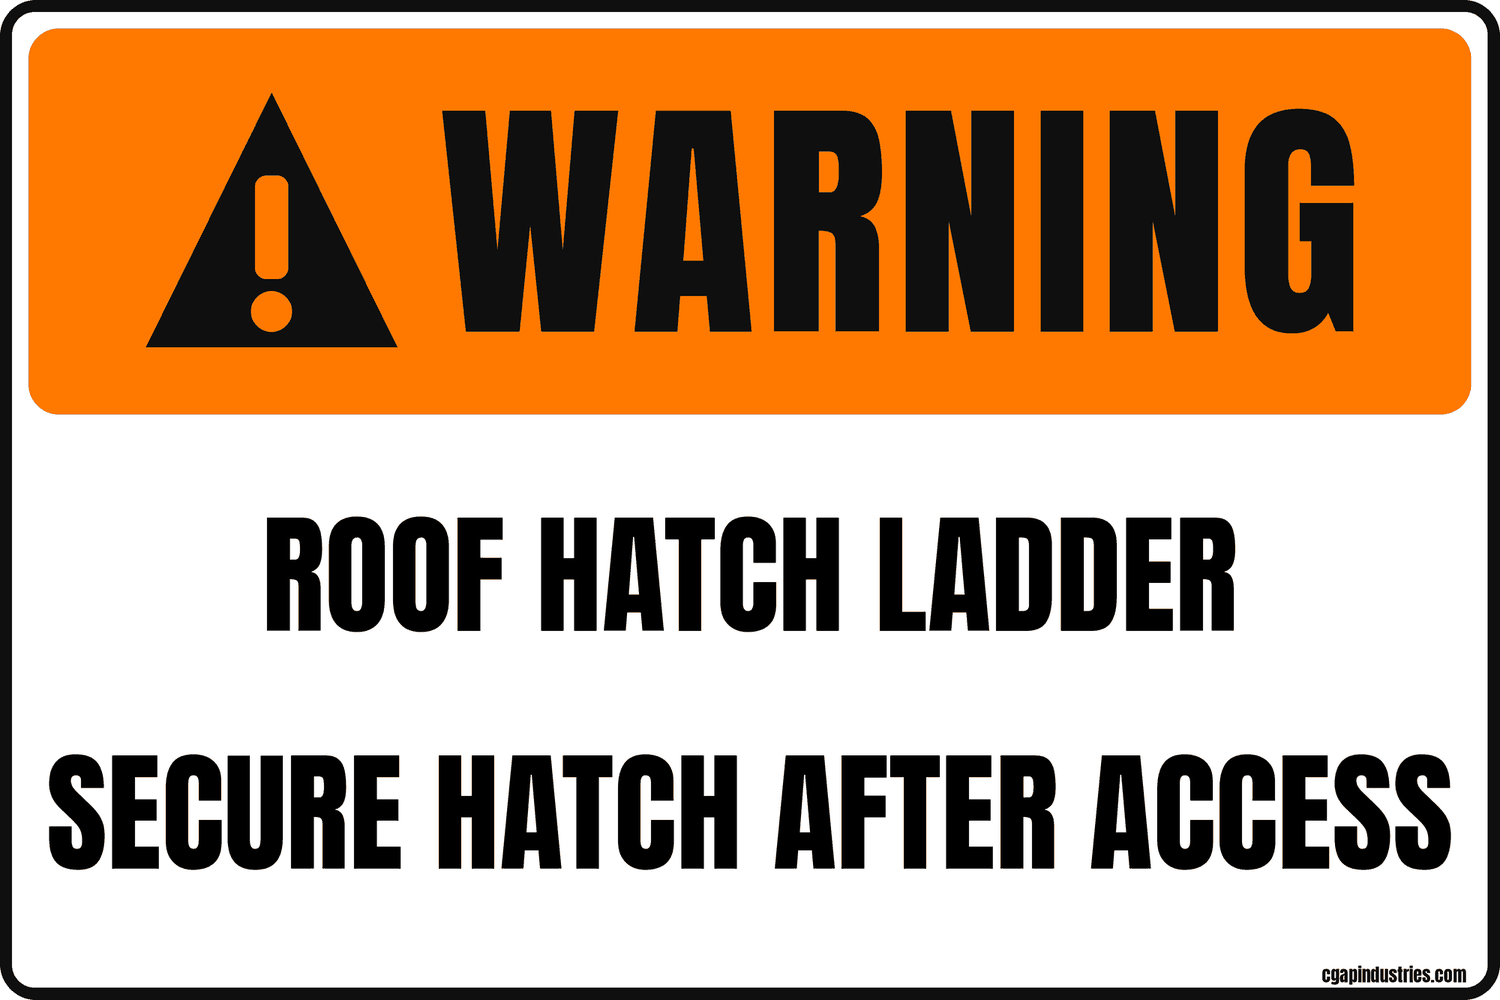 WARNING
ROOF HATCH LADDER
SECURE HATCH AFTER ACCESS
cgapindustries.com